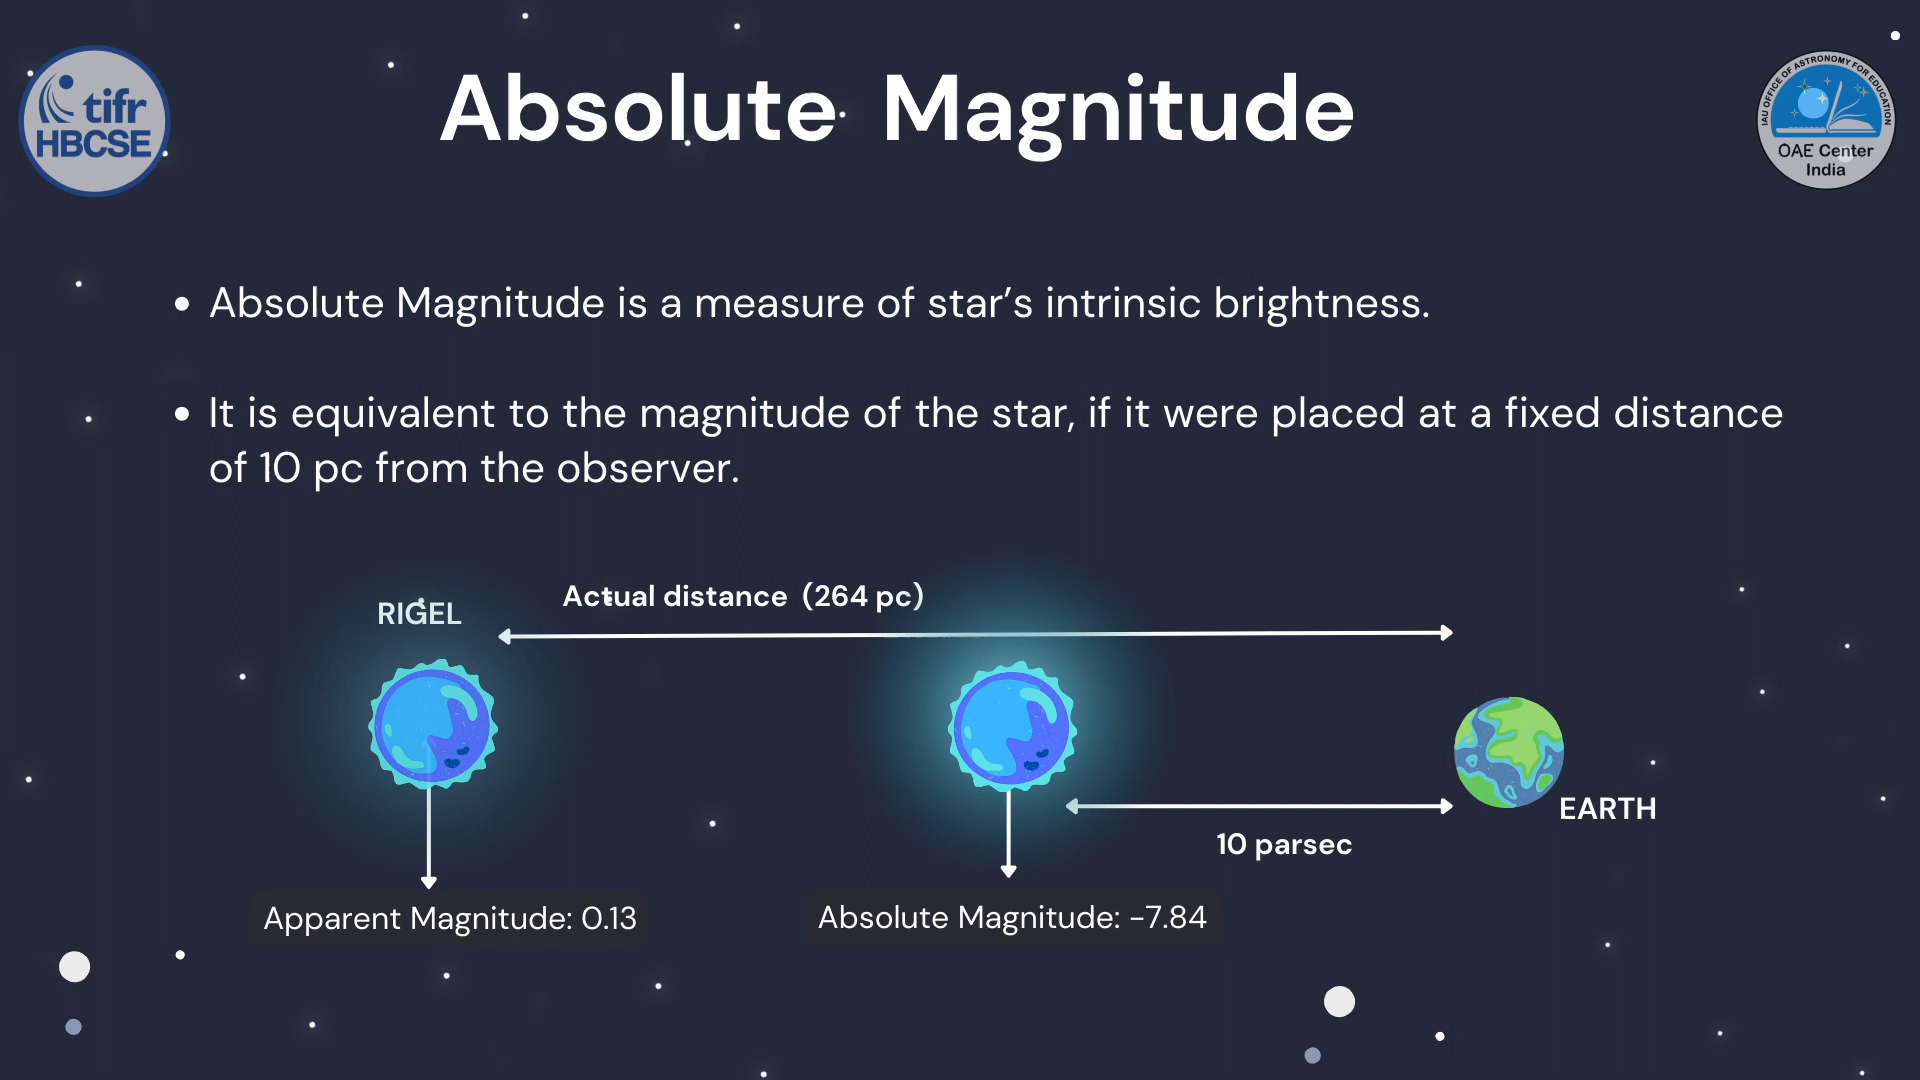 tifr
HBCSE
Absolute Magnitude
IAU OFFICE OF ASTRONOMY FOR EDUCATION
OAE Center
India
• Absolute Magnitude is a measure of star’s intrinsic brightness.
• It is equivalent to the magnitude of the star, if it were placed at a fixed distance
of 10 pc from the observer.
Actual distance (264 pc)
RIGEL
EARTH
10 parsec
Apparent Magnitude: 0.13
Absolute Magnitude: -7.84